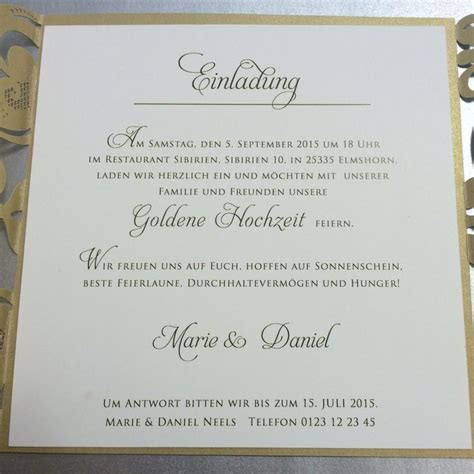 Einladung
Am Samstag, den 5. September 2015 um 18 Uhr
im Restaurant Sibirien, Sibirien 10, in 25335 Elmshorn,
laden wir herzlich ein und möchten mit unserer
Familie und Freunden unsere
Goldene Hochzeit feiern.
Wir freuen uns auf Euch, hoffen auf Sonnenschein,
beste Feierlaune, Durchhaltevermögen und Hunger!
Marie & Daniel
Um Antwort bitten wir bis zum 15. Juli 2015.
Marie & Daniel Neels Telefon 0123 12 23 45